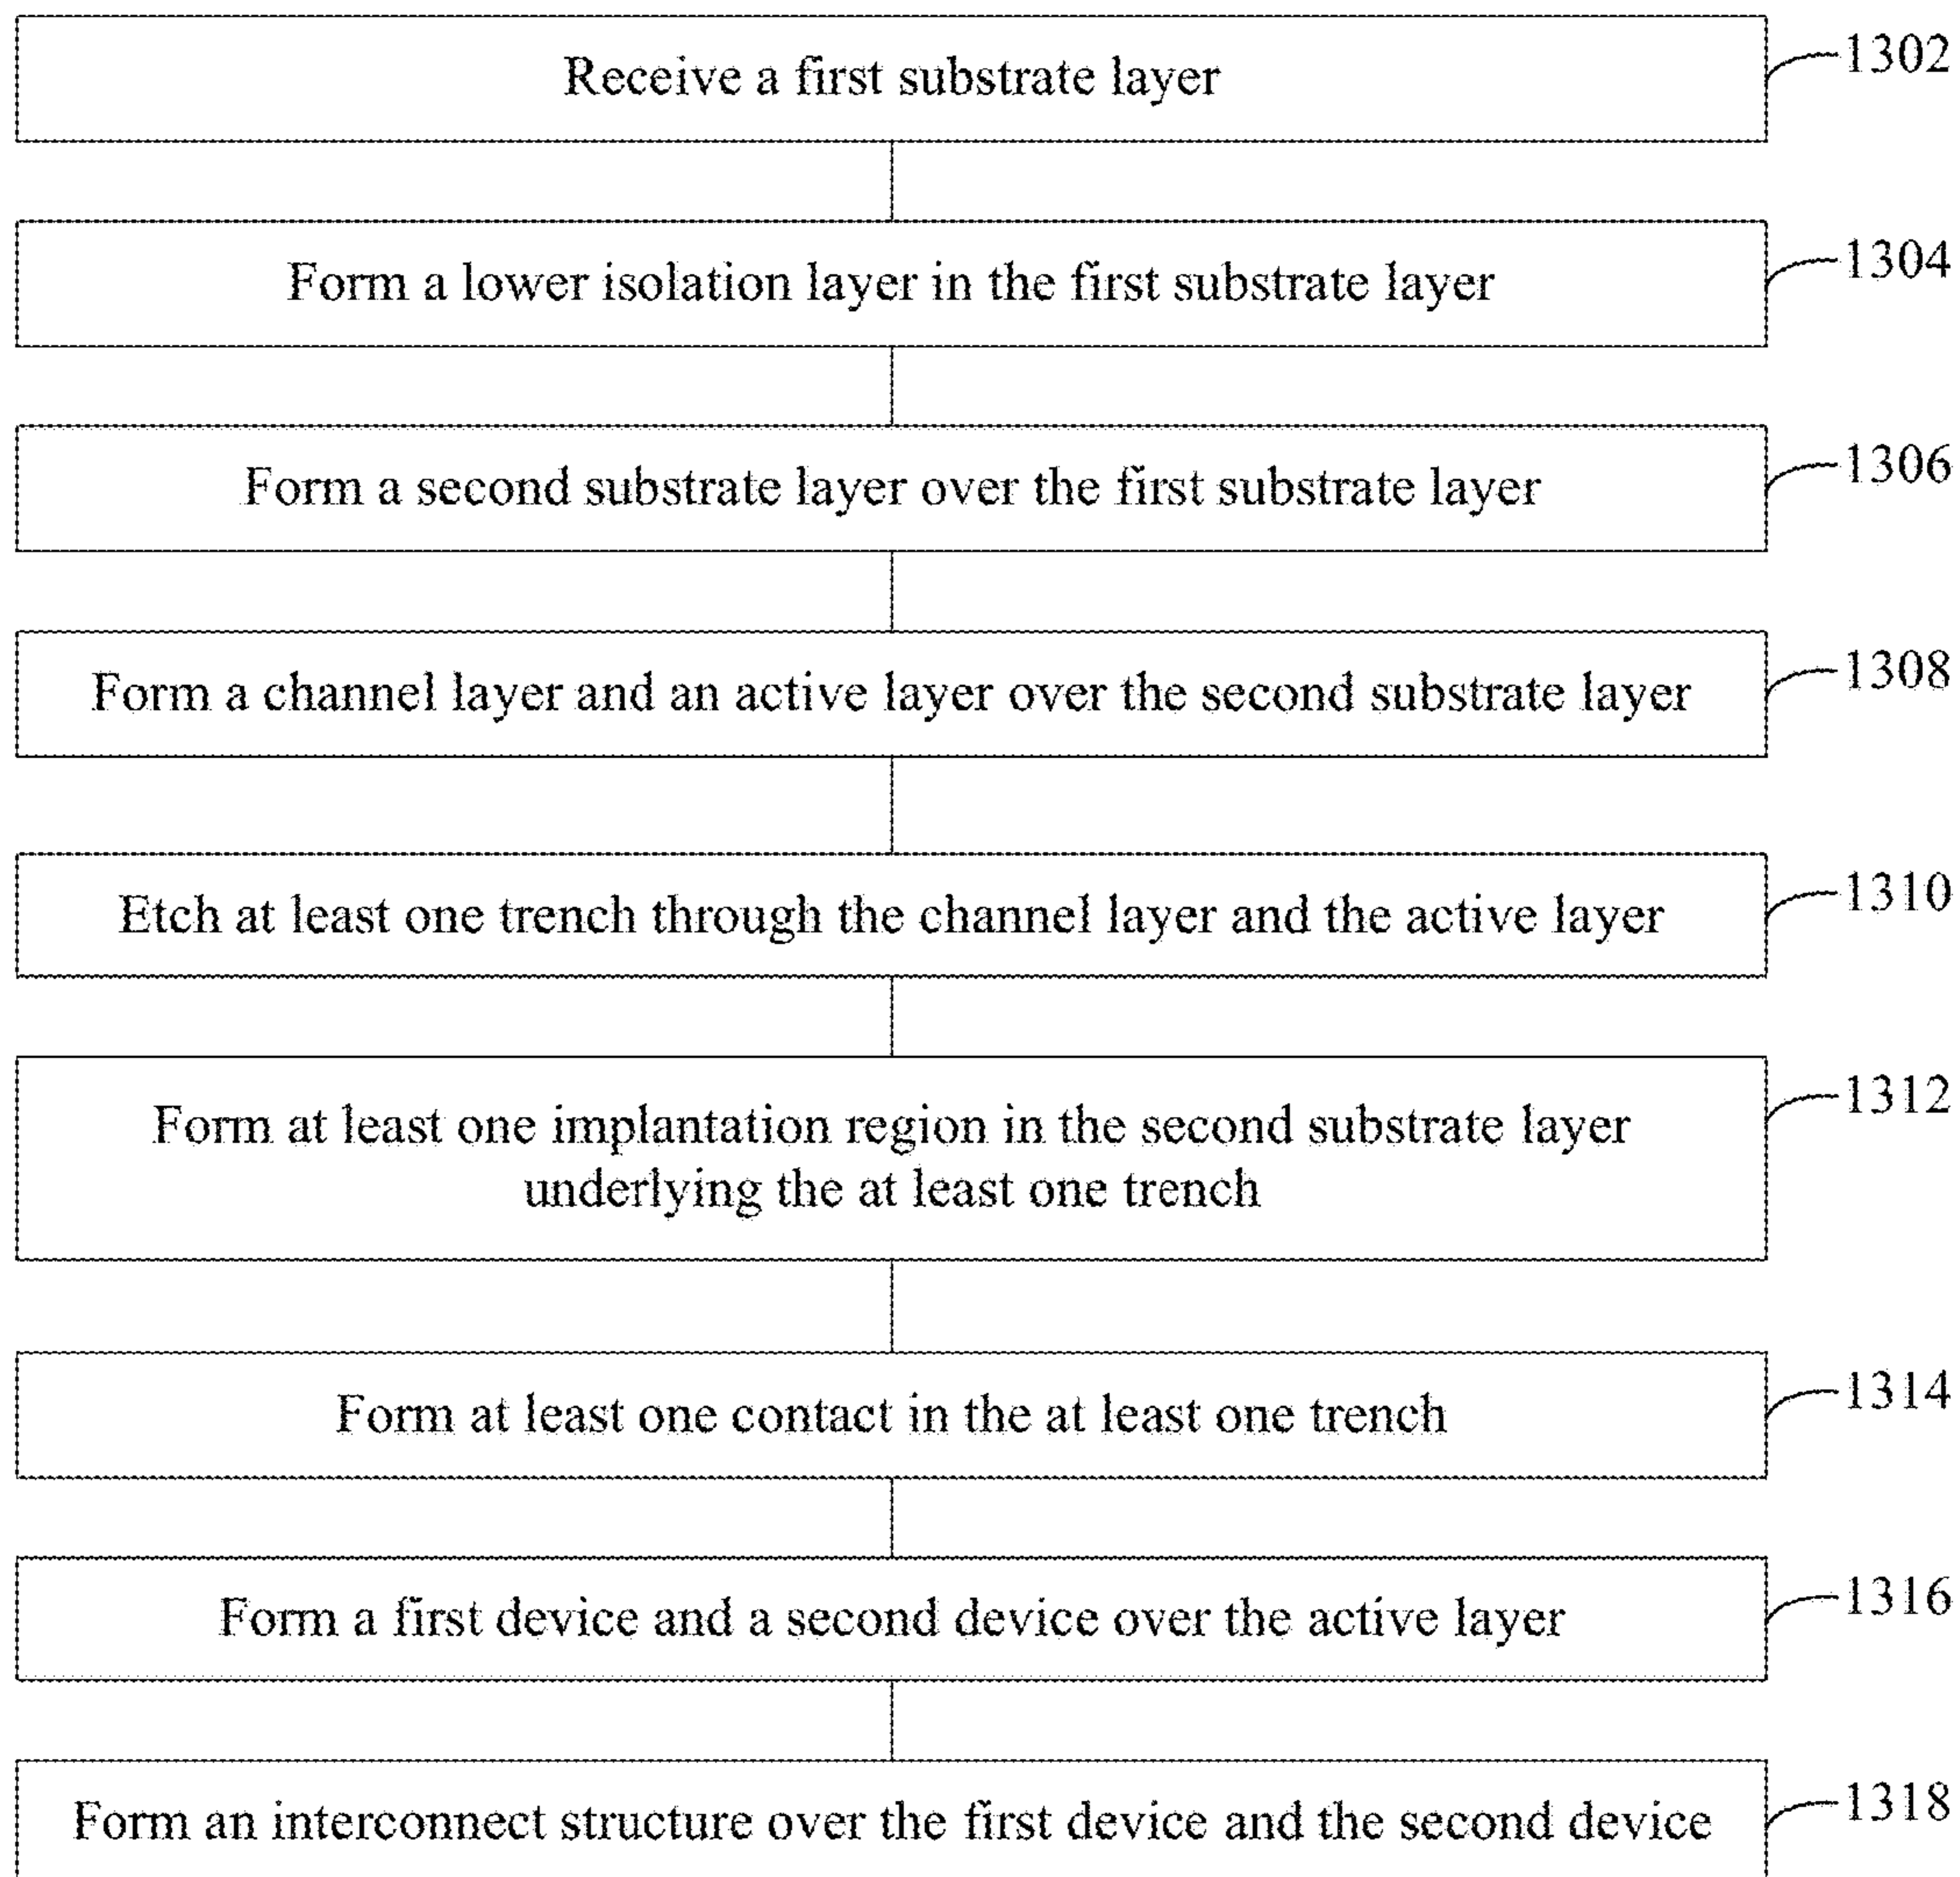 Receive a first substrate layer
1302
Form a lower isolation layer in the first substrate layer
1304
Form a second substrate layer over the first substrate layer
1306
Form a channel layer and an active layer over the second substrate layer
1308
Etch at least one trench through the channel layer and the active layer
1310
Form at least one implantation region in the second substrate layer
underlying the at least one trench
1312
Form at least one contact in the at least one trench
1314
Form a first device and a second device over the active layer
1316
Form an interconnect structure over the first device and the second device
1318